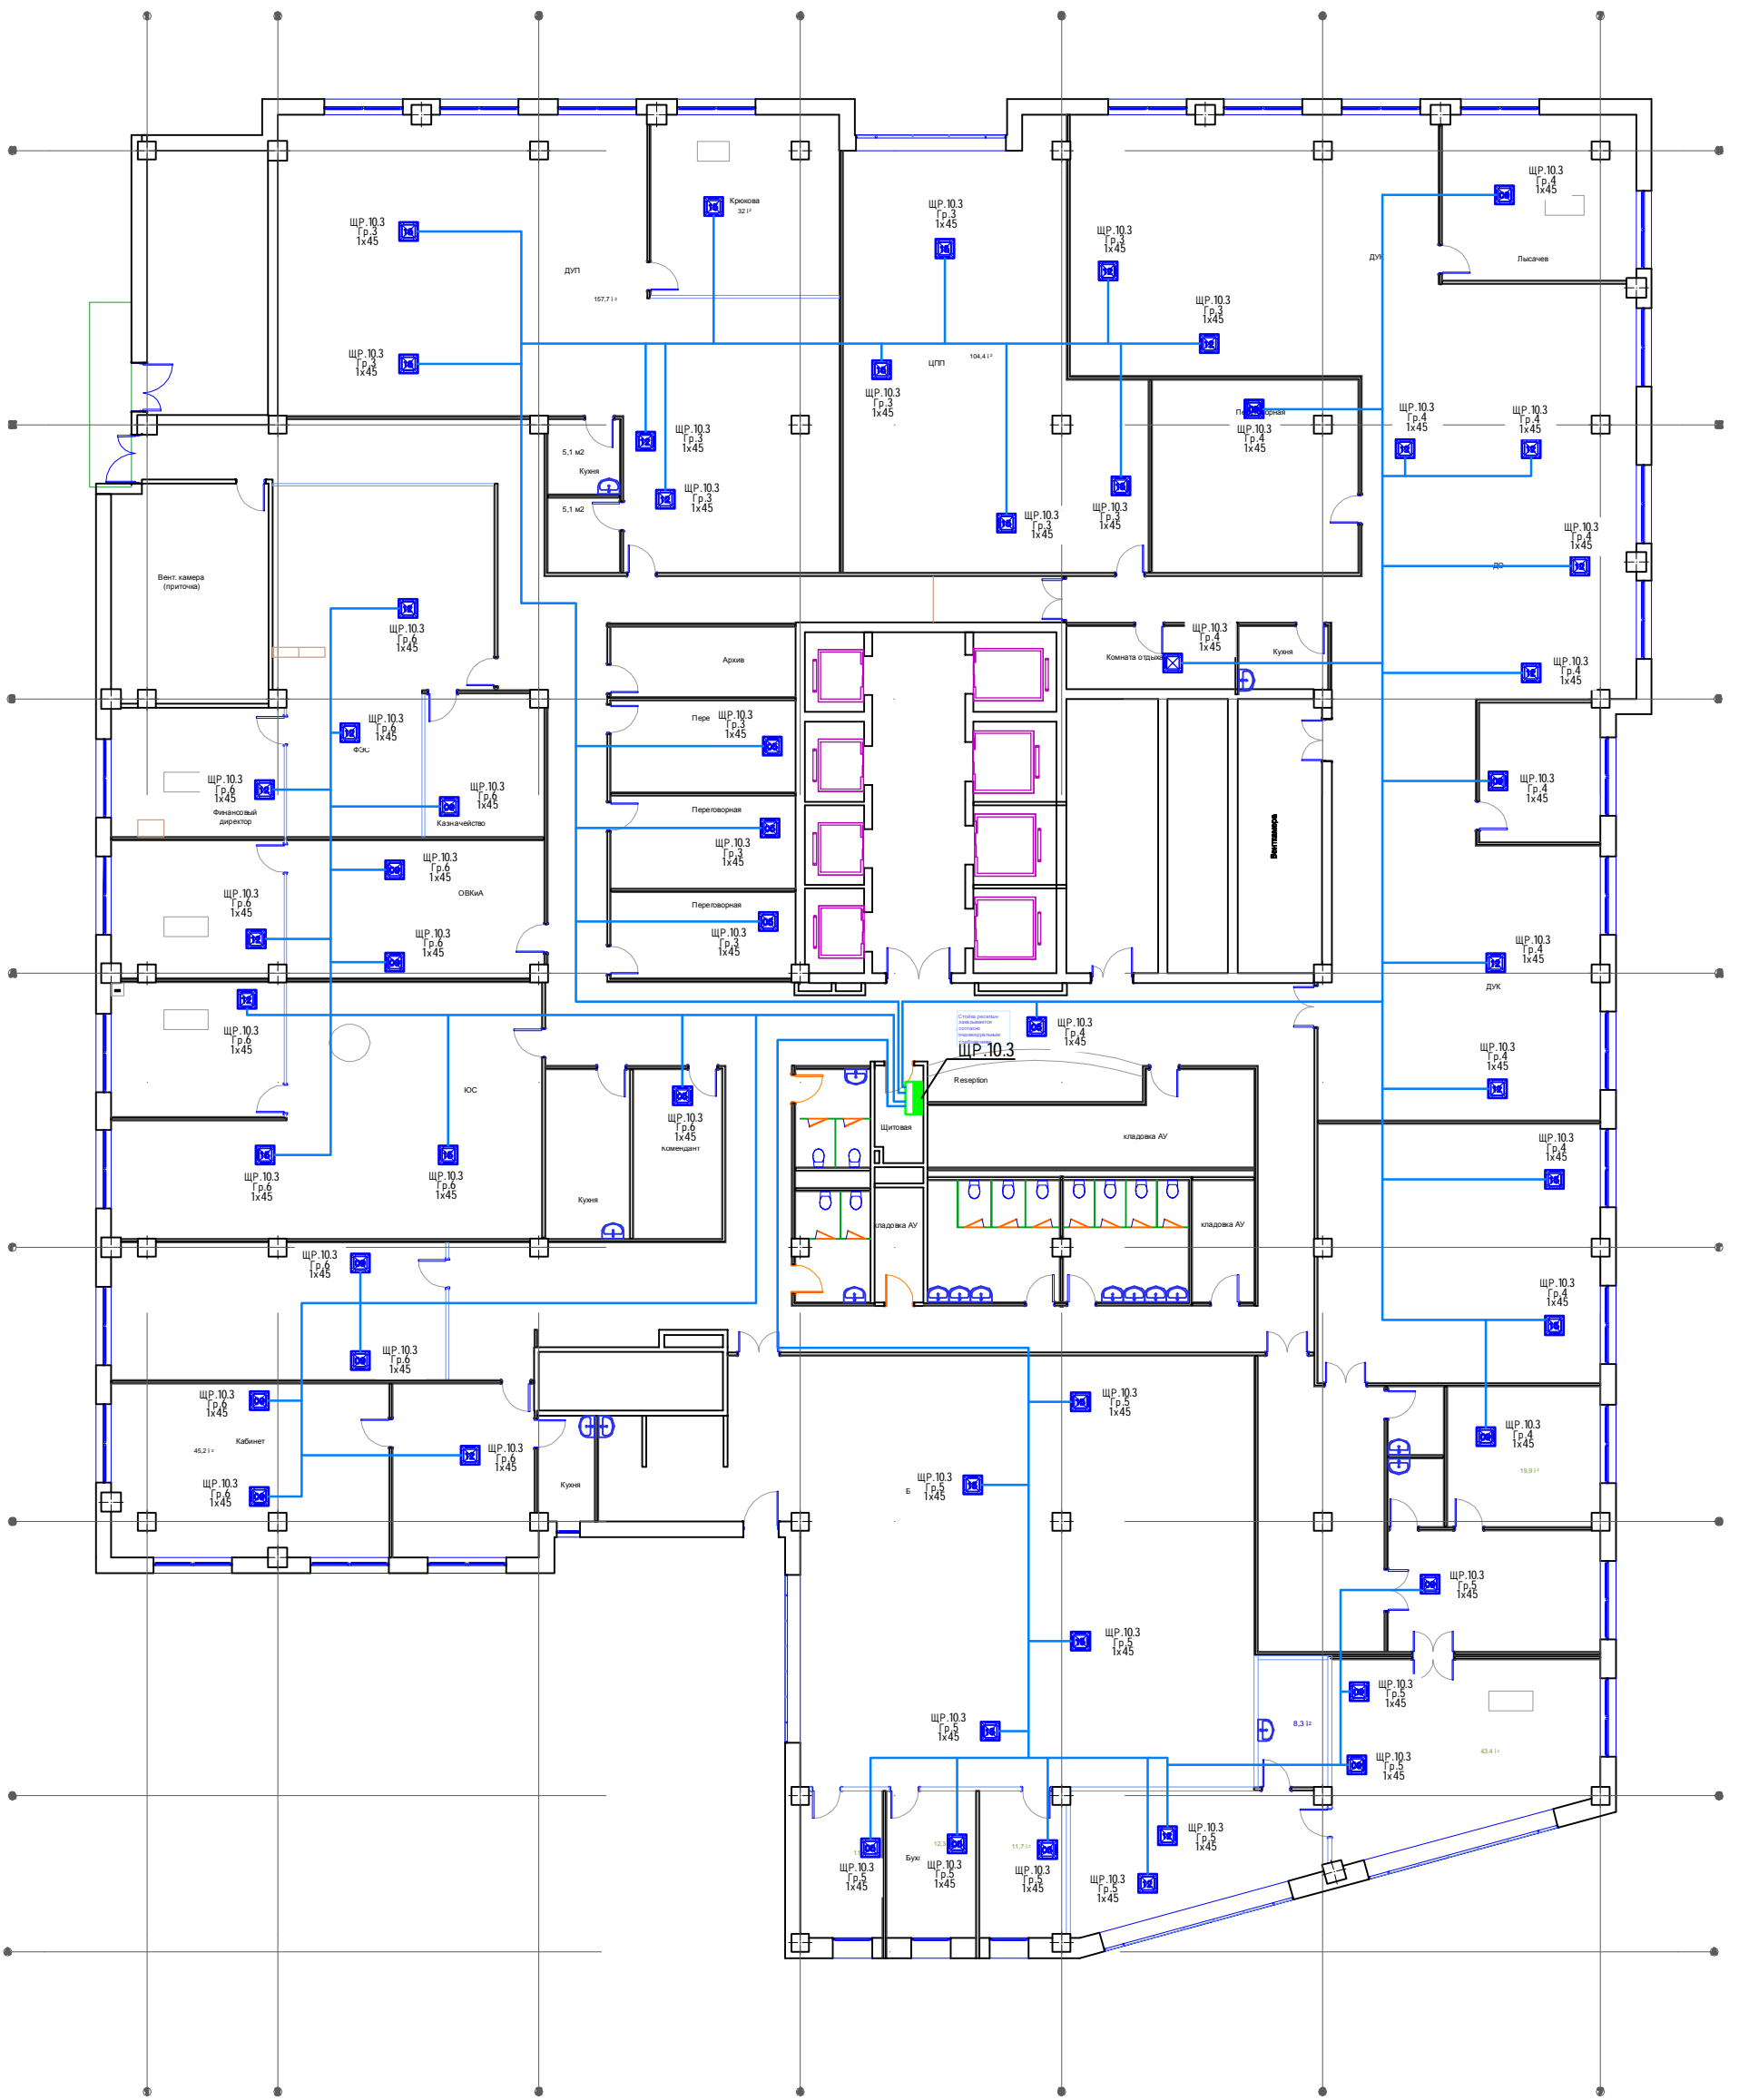 ЩР.10.3
Гр.4
1х45
Крюкова
ЩР.10.3
Гр.3
1х45
ЩР.10.3
Гр.3
1х45
ЩР.10.3
Гр.3
1х45
Лысачев
ДУП
157,7
ЩР.10.3
Гр.3
1х45
ЩР.10.3
Гр.3
1х45
ЦПП
104,4
ЩР.10.3
Гр.3
1х45
ЩР.10.3
Гр.4
1х45
ЩР.10.3
Гр.4
1х45
ЩР.10.3
Гр.4
1х45
ЩР.10.3
Гр.3
1х45
5,1 м2
Кухня
ЩР.10.3
Гр.3
1х45
5,1 м2
ЩР.10.3
Гр.3
1х45
ЩР.10.3
Гр.3
1х45
ЩР.10.3
Гр.4
1х45
Вент. камера
(приточка)
ЩР.10.3
Гр.6
1х45
ЩР.10.3
Гр.4
1х45
Архив
Комната отдыха
Кухня
ЩР.10.3
Гр.4
1х45
ЩР.10.3
Гр.6
1х45
ФЭС
Пере
ЩР.10.3
Гр.3
1х45
ЩР.10.3
Гр.6
1х45
ЩР.10.3
Гр.6
1х45
ЩР.10.3
Гр.4
1х45
Финансовый
директор
Казначейство
Переговорная
ЩР.10.3
Гр.3
1х45
Венткамера
ЩР.10.3
Гр.6
1х45
ОВКиА
ЩР.10.3
Гр.6
1х45
Переговорная
ЩР.10.3
Гр.3
1х45
ЩР.10.3
Гр.6
1х45
ЩР.10.3
Гр.4
1х45
ДУК
ЩР.10.3
Гр.6
1х45
ЩР.10.3
Гр.4
1х45
ЩР.10.3
ЩР.10.3
Гр.4
1х45
ЮС
Reseption
ЩР.10.3
Гр.6
1х45
Комендант
Щитовая
кладовка АУ
ЩР.10.3
Гр.4
1х45
ЩР.10.3
Гр.6
1х45
ЩР.10.3
Гр.6
1х45
Кухня
кладовка АУ
кладовка АУ
ЩР.10.3
Гр.6
1х45
ЩР.10.3
Гр.4
1х45
ЩР.10.3
Гр.6
1х45
ЩР.10.3
Гр.6
1х45
ЩР.10.3
Гр.5
1х45
ЩР.10.3
Гр.4
1х45
Кабинет
45,2
ЩР.10.3
Гр.6
1х45
ЩР.10.3
Гр.6
1х45
Кухня
Б
ЩР.10.3
Гр.5
1х45
19,9
ЩР.10.3
Гр.5
1х45
ЩР.10.3
Гр.5
1х45
ЩР.10.3
Гр.5
1х45
ЩР.10.3
Гр.5
1х45
8,3
43,4
ЩР.10.3
Гр.5
1х45
ЩР.10.3
Гр.5
1х45
11,7
Бух
ЩР.10.3
Гр.5
1х45
ЩР.10.3
Гр.5
1х45
ЩР.10.3
Гр.5
1х45
ЩР.10.3
Гр.5
1х45